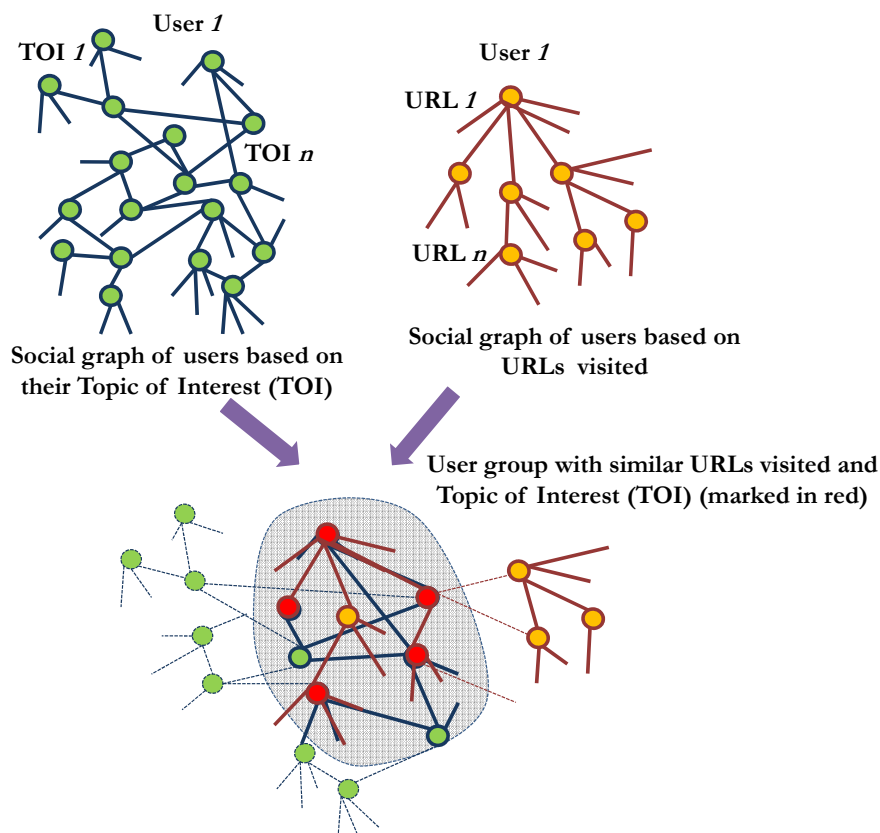 User 1
TOI 1
TOI n
Social graph of users based on
their Topic of Interest (TOI)
User 1
URL 1
URL n
Social graph of users based on
URLs visited
User group with similar URLs visited and
Topic of Interest (TOI) (marked in red)